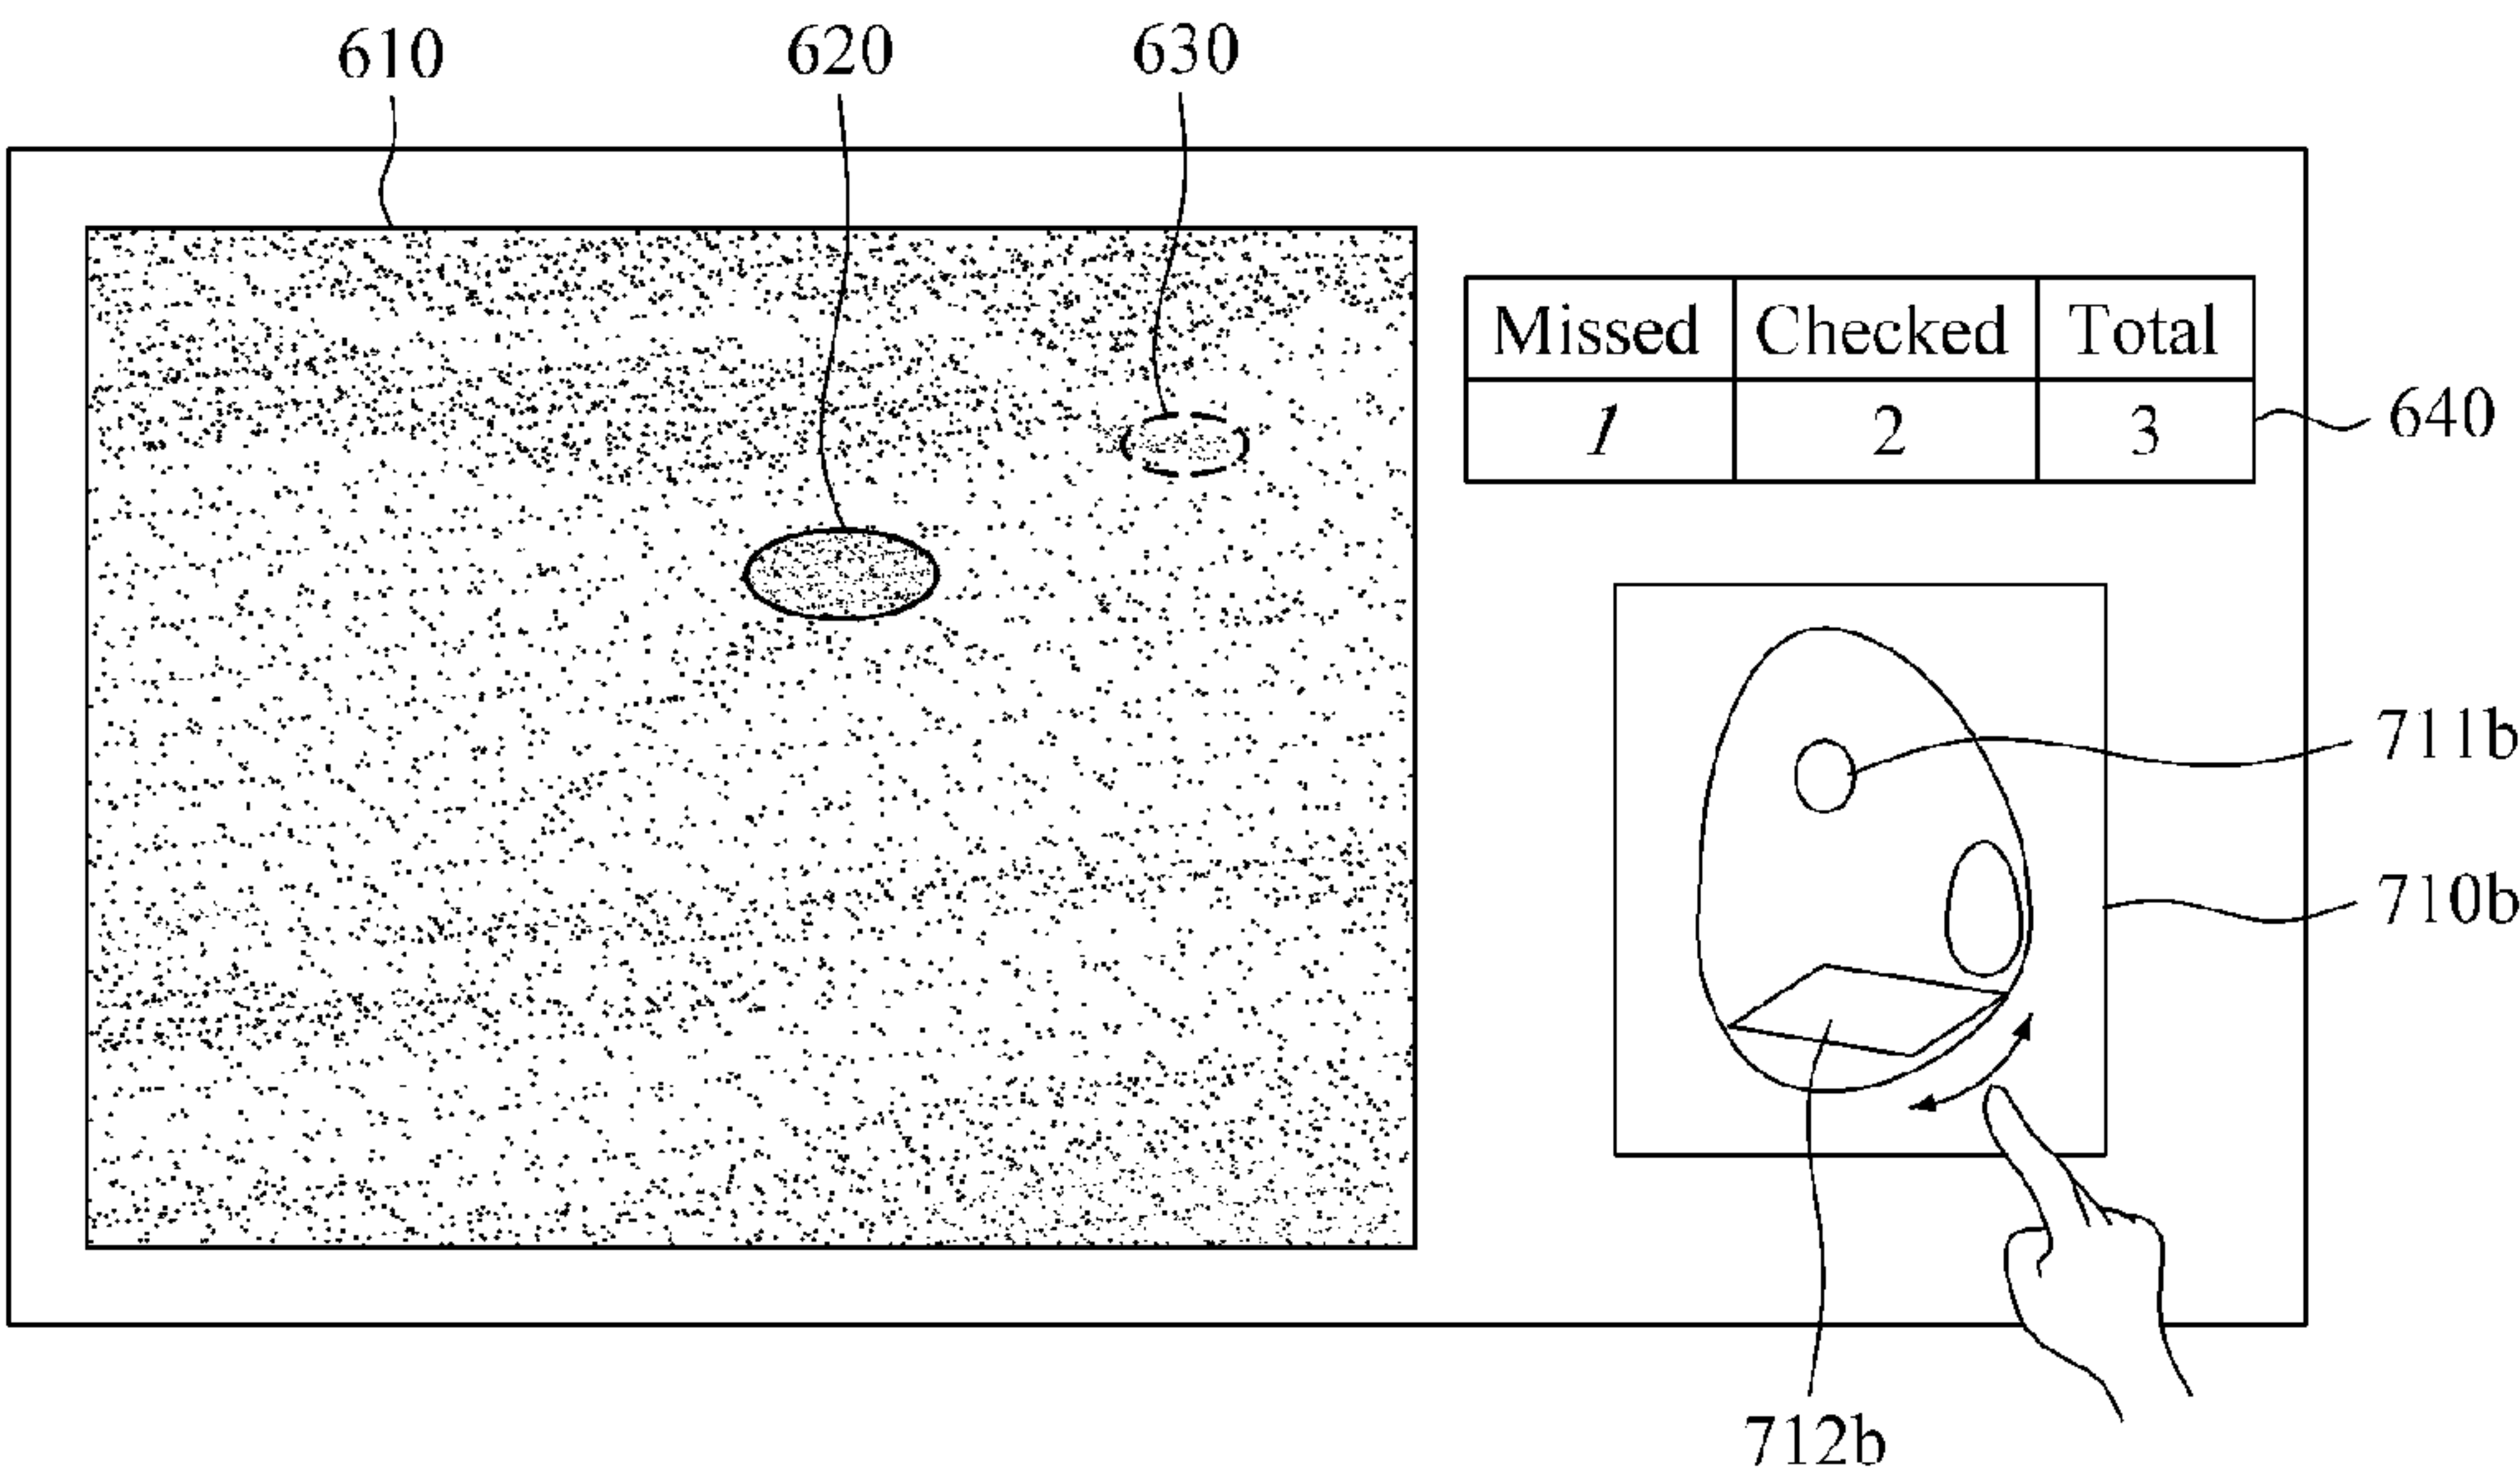 610 620 630
Missed Checked Total
1 2 3
640
711b
710b
712b